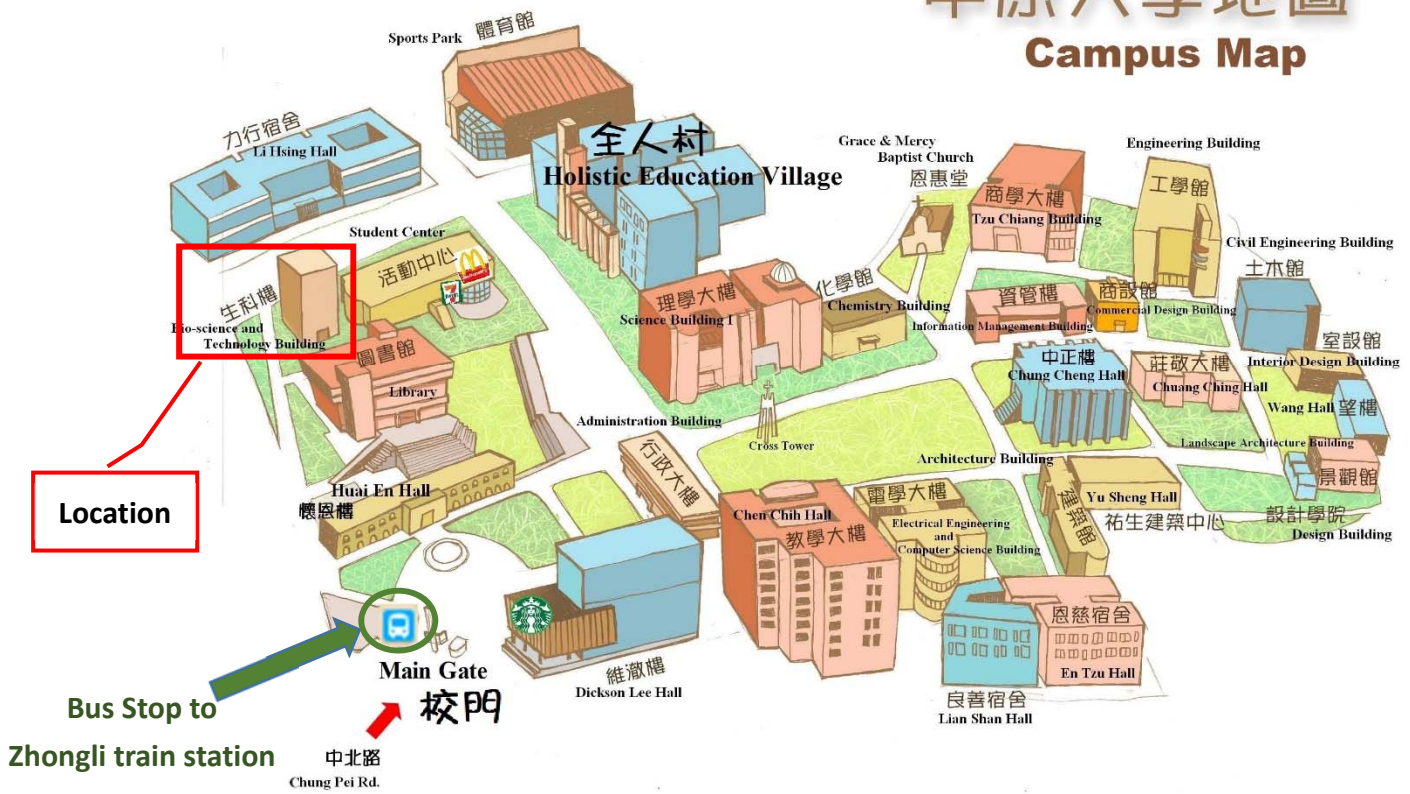 中原大學地圖
Campus Map
Sports Park
體育館
力行宿舍
Li Hsing Hall
全人村
Holistic Education Village
Grace & Mercy
Baptist Church
恩惠堂
商學大樓
Tzu Chiang Building
Engineering Building
工學館
Civil Engineering Building
土木館
Student Center
活動中心
McDonald's
7
ELEVEN
生科樓
Bio-science and
Technology Building
圖書館
Library
理學大樓
Science Building I
化學館
Chemistry Building
資管樓
Information Management Building
商設館
Commercial Design Building
室設館
Interior Design Building
中正樓
Chung Cheng Hall
莊敬大樓
Chuang Ching Hall
Wang Hall
望樓
Landscape Architecture Building
景觀館
設計學院
Design Building
Administration Building
行政大樓
Cross Tower
Architecture Building
建築館
Yu Sheng Hall
祐生建築中心
Location
Huai En Hall
懷恩樓
Chen Chih Hall
教學大樓
電學大樓
Electrical Engineering
and
Computer Science Building
恩慈宿舍
En Tzu Hall
良善宿舍
Lian Shan Hall
維澈樓
Dickson Lee Hall
Main Gate
校門
Bus Stop to
Zhongli train station
中北路
Chung Pei Rd.